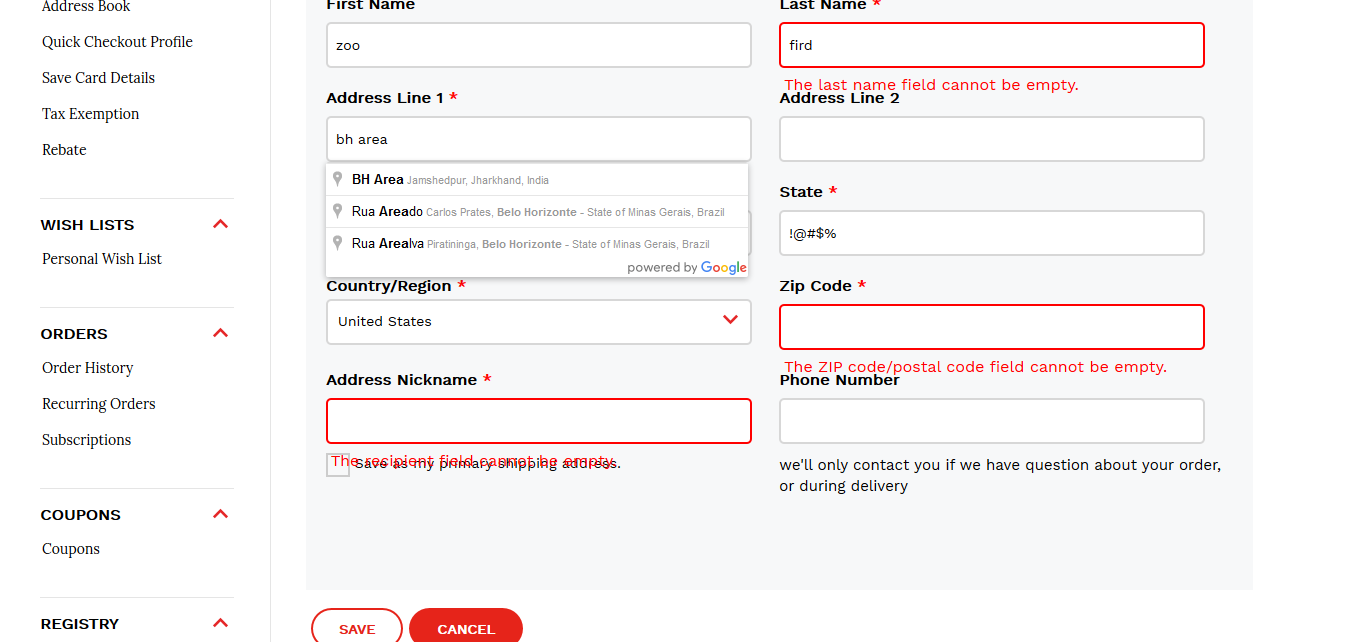 Address Book
Quick Checkout Profile
Save Card Details
Tax Exemption
Rebate
WISH LISTS
Personal Wish List
ORDERS
Order History
Recurring Orders
Subscriptions
COUPONS
Coupons
REGISTRY
First Name
Last Name *
zoo
fird
The last name field cannot be empty.
Address Line 1 *
Address Line 2
bh area
BH Area Jamshedpur, Jharkhand, India
Rua Areado Carlos Prates, Belo Horizonte - State of Minas Gerais, Brazil
Rua Arealva Piratininga, Belo Horizonte - State of Minas Gerais, Brazil
powered by Google
State *
!@#$%
Country/Region *
Zip Code *
United States
The ZIP code/postal code field cannot be empty.
Address Nickname *
Phone Number
The recipient field cannot be empty.
Save as my primary shipping address.
we'll only contact you if we have question about your order,
or during delivery
SAVE
CANCEL